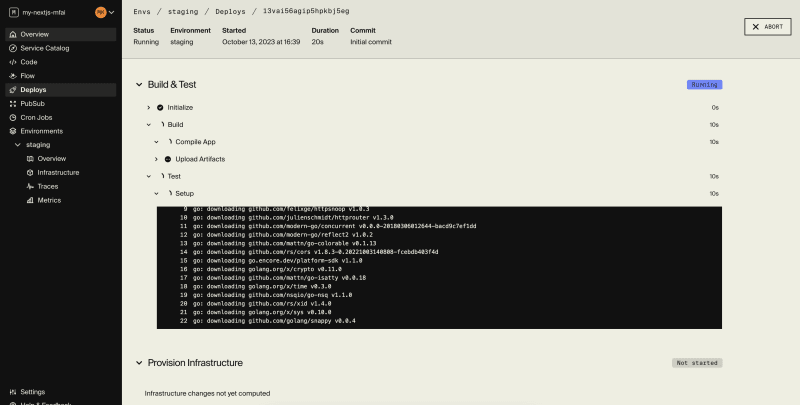 my-nextjs-mfai
MH
Overview
Service Catalog
Code
Flow
Deploys
PubSub
Cron Jobs
Environments
staging
Overview
Infrastructure
Traces
Metrics
Settings
Help & Feedback
Envs / staging / Deploys / 13vai56agip5hpkbj5eg
Status Environment Started Duration Commit
Running staging October 13, 2023 at 16:39 20s Initial commit
ABORT
Build & Test Running
Initialize 0s
Build 10s
Compile App 10s
Upload Artifacts
Test 10s
Setup 10s
9 go: downloading github.com/felixge/httpsnoop v1.0.3
10 go: downloading github.com/julienschmidt/httprouter v1.3.0
11 go: downloading github.com/modern-go/concurrent v0.0.0-20180306012644-bacd9c7ef1dd
12 go: downloading github.com/modern-go/reflect2 v1.0.2
13 go: downloading github.com/mattn/go-colorable v0.1.13
14 go: downloading github.com/rs/cors v1.8.3-0.20221003140808-fcebdb403f4d
15 go: downloading go.encore.dev/platform-sdk v1.1.0
16 go: downloading golang.org/x/crypto v0.11.0
17 go: downloading github.com/mattn/go-isatty v0.0.18
18 go: downloading golang.org/x/time v0.3.0
19 go: downloading github.com/nsqio/go-nsq v1.1.0
20 go: downloading github.com/rs/xid v1.4.0
21 go: downloading golang.org/x/sys v0.10.0
22 go: downloading github.com/golang/snappy v0.0.4
Provision Infrastructure Not started
Infrastructure changes not yet computed